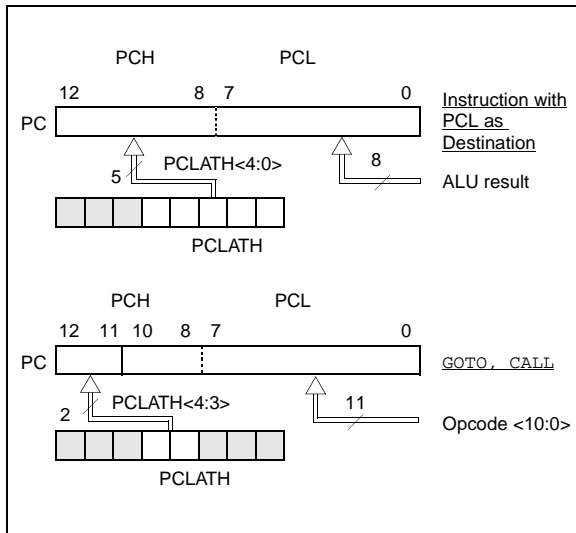 PCH PCL
12 8 7 0
Instruction with
PCL as
Destination
PC
5 PCLATH<4:0> 8 ALU result
PCLATH
PCH PCL
12 11 10 8 7 0
PC GOTO, CALL
2 PCLATH<4:3> 11 Opcode <10:0>
PCLATH